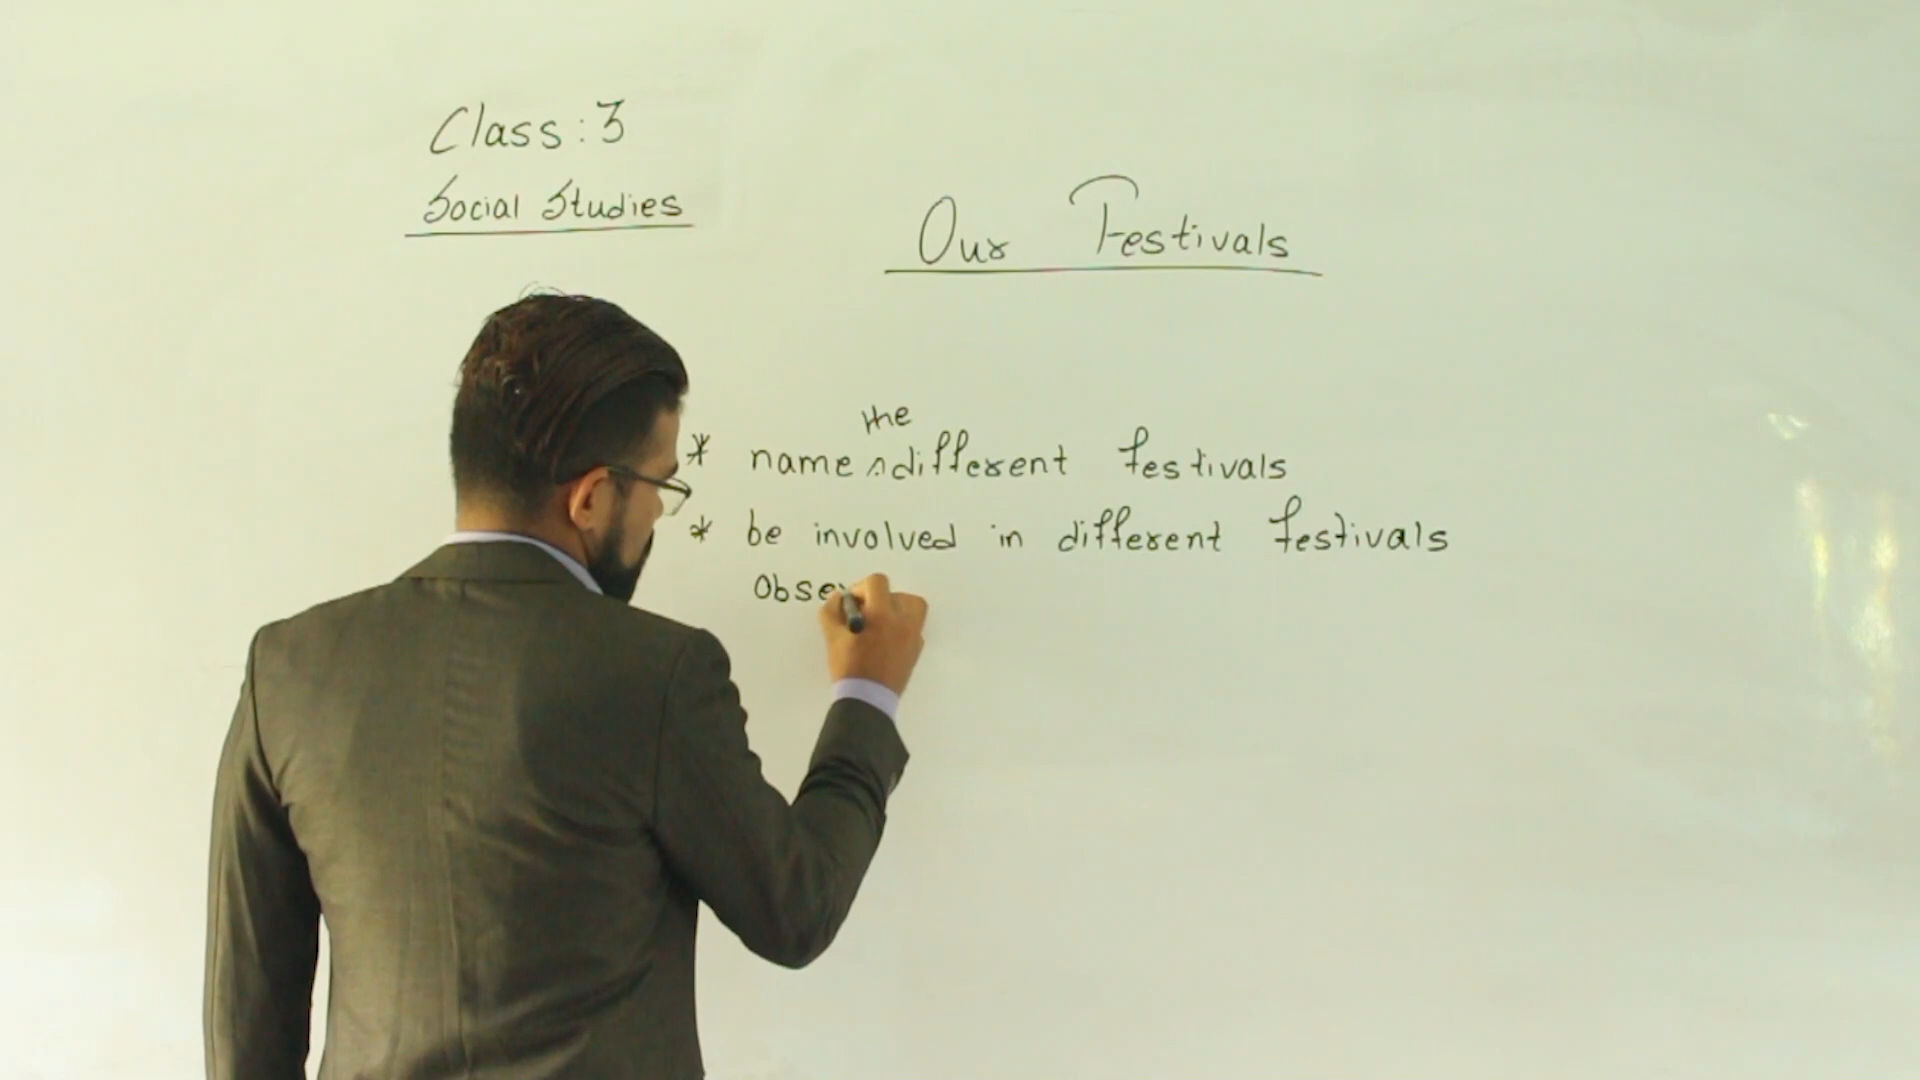 Class: 3
Social Studies
Our Festivals
* name the different festivals
* be involved in different festivals